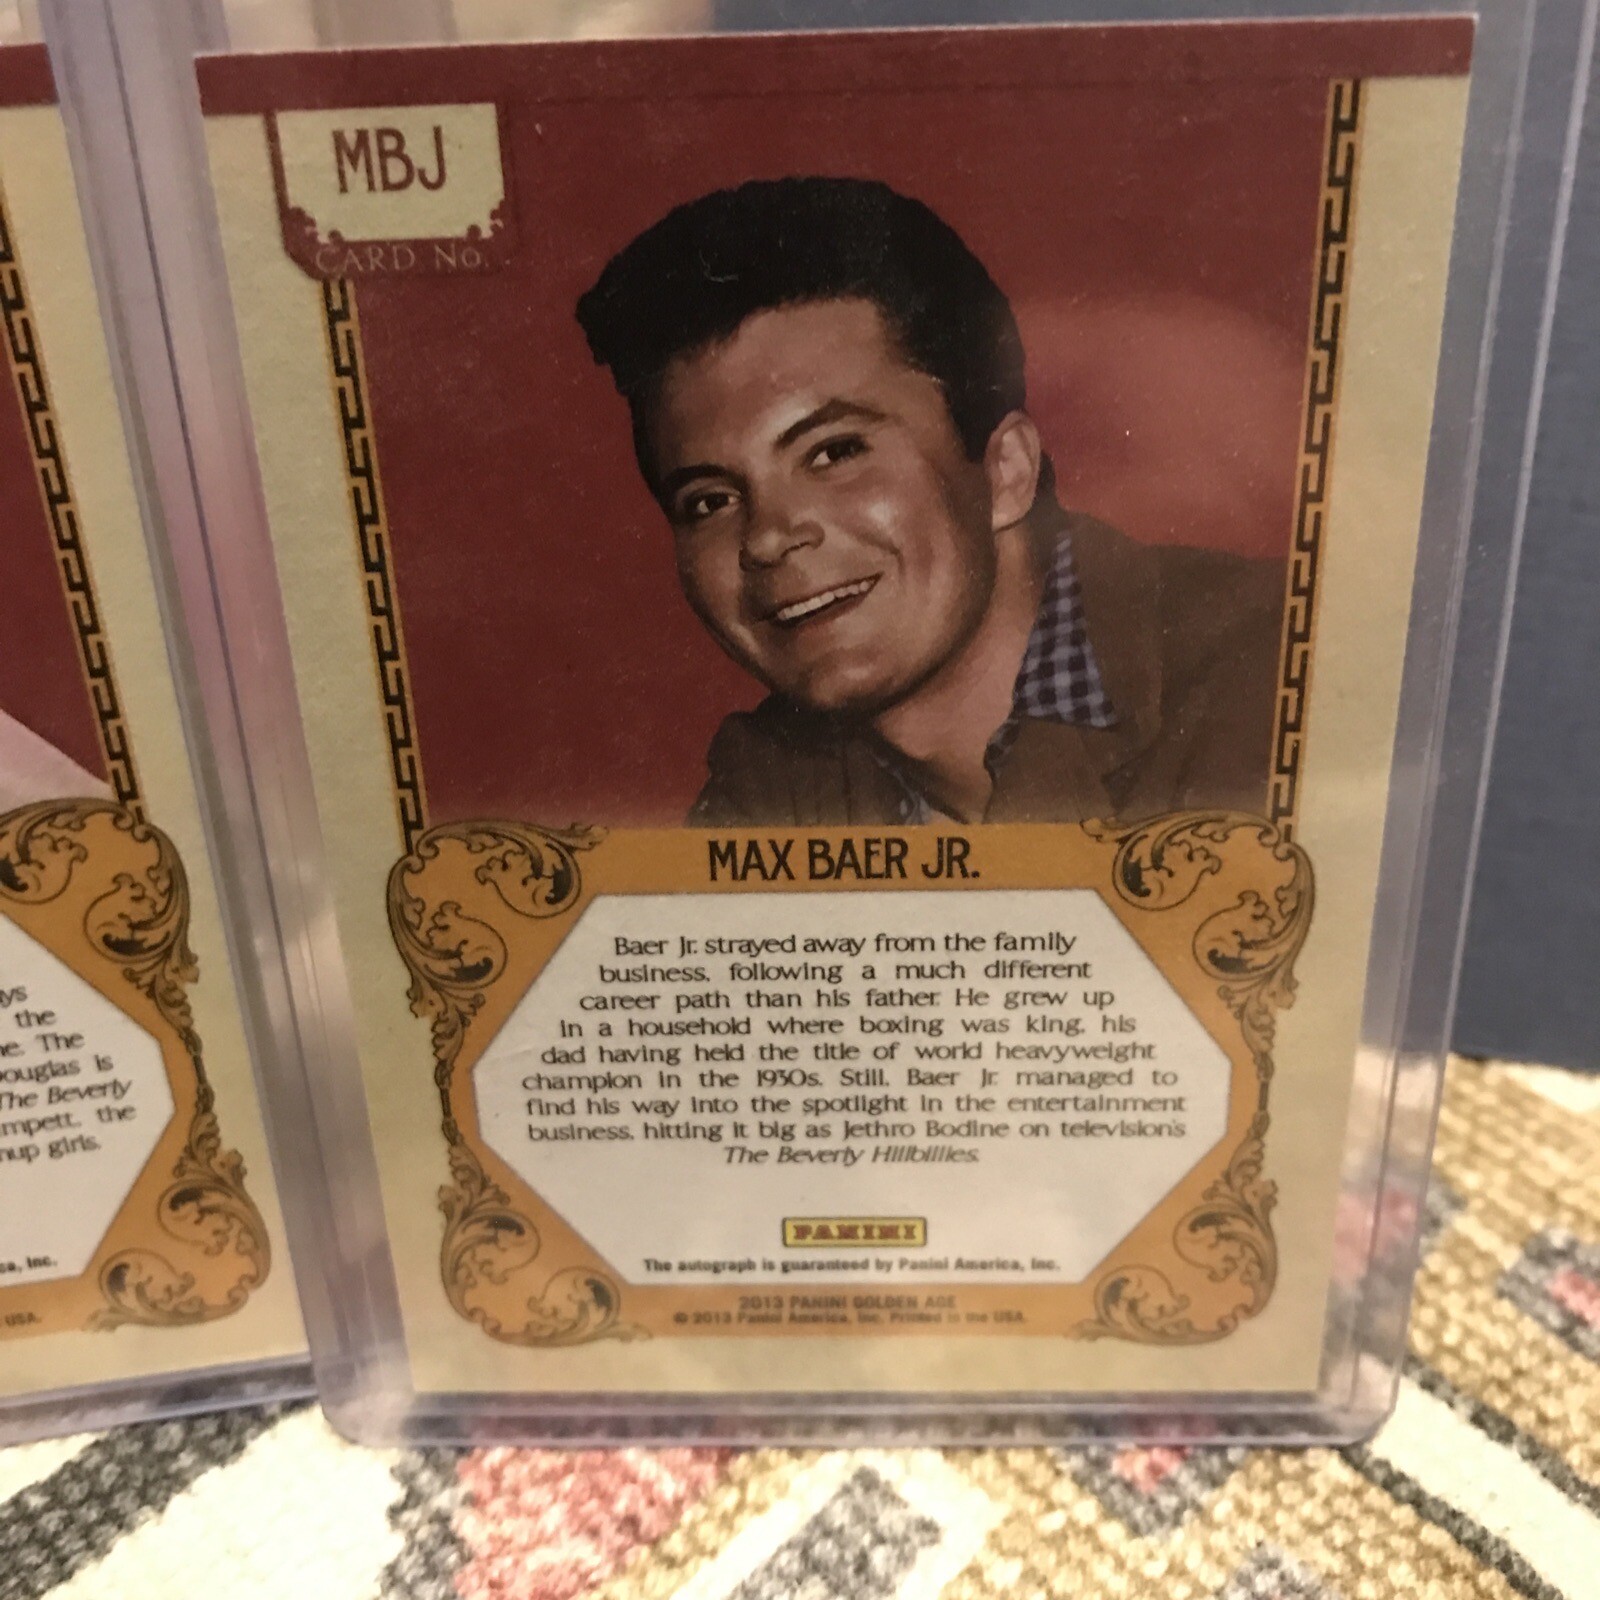 MBJ
CARD No.
MAX BAER JR.
Baer Jr. strayed away from the family
business, following a much different
career path than his father. He grew up
in a household where boxing was king, his
dad having held the title of world heavyweight
champion in the 1930s. Still, Baer Jr. managed to
find his way into the spotlight in the entertainment
business, hitting it big as Jethro Bodine on television's
The Beverly Hillbillies.
PANINI
The autograph is guaranteed by Panini America, Inc.
2013 PANINI GOLDEN AGE
© 2013 Panini America, Inc. Printed in the USA.
the
The
ouglas is
The Beverly
mpett, the
nup girls.
Inc.
USA.